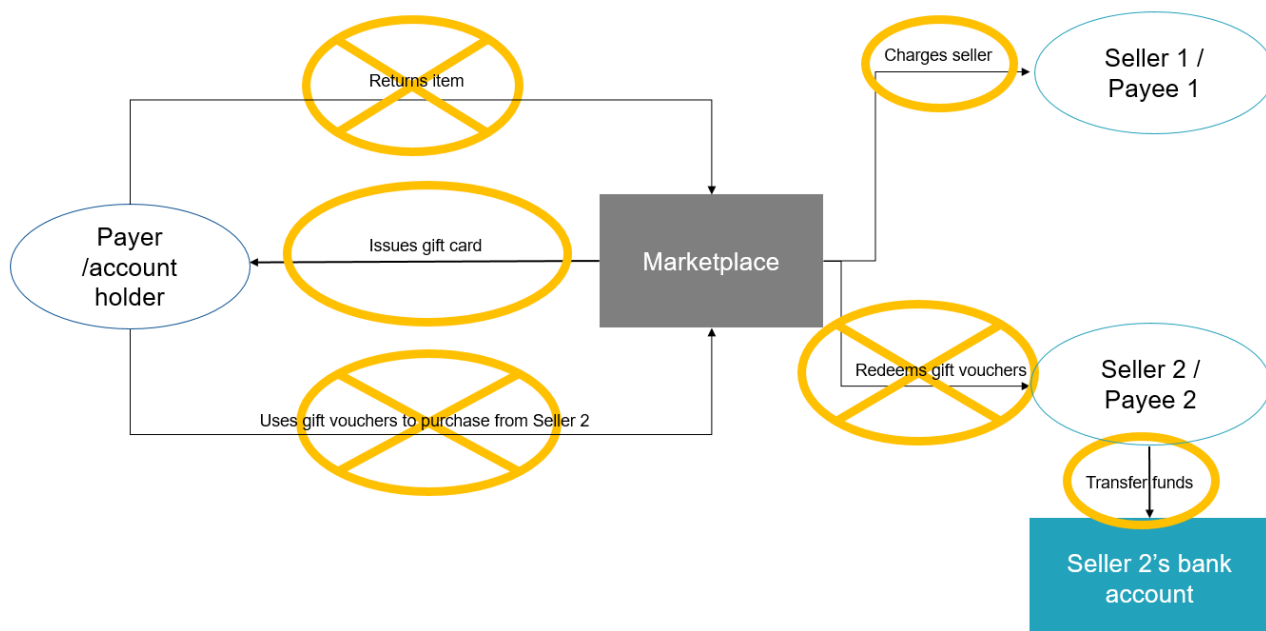 Returns item
Charges seller
Seller 1 /
Payee 1
Payer
/account
holder
Issues gift card
Marketplace
Uses gift vouchers to purchase from Seller 2
Redeems gift vouchers
Seller 2 /
Payee 2
Transfer funds
Seller 2’s bank
account